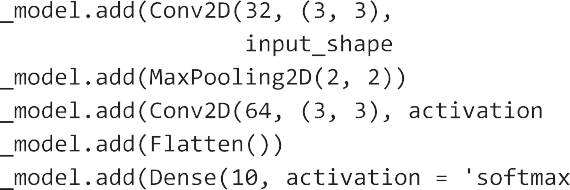 _model.add(Conv2D(32, (3, 3),
input_shape
_model.add(MaxPooling2D(2, 2))
_model.add(Conv2D(64, (3, 3), activation
_model.add(Flatten())
_model.add(Dense(10, activation = 'softmax